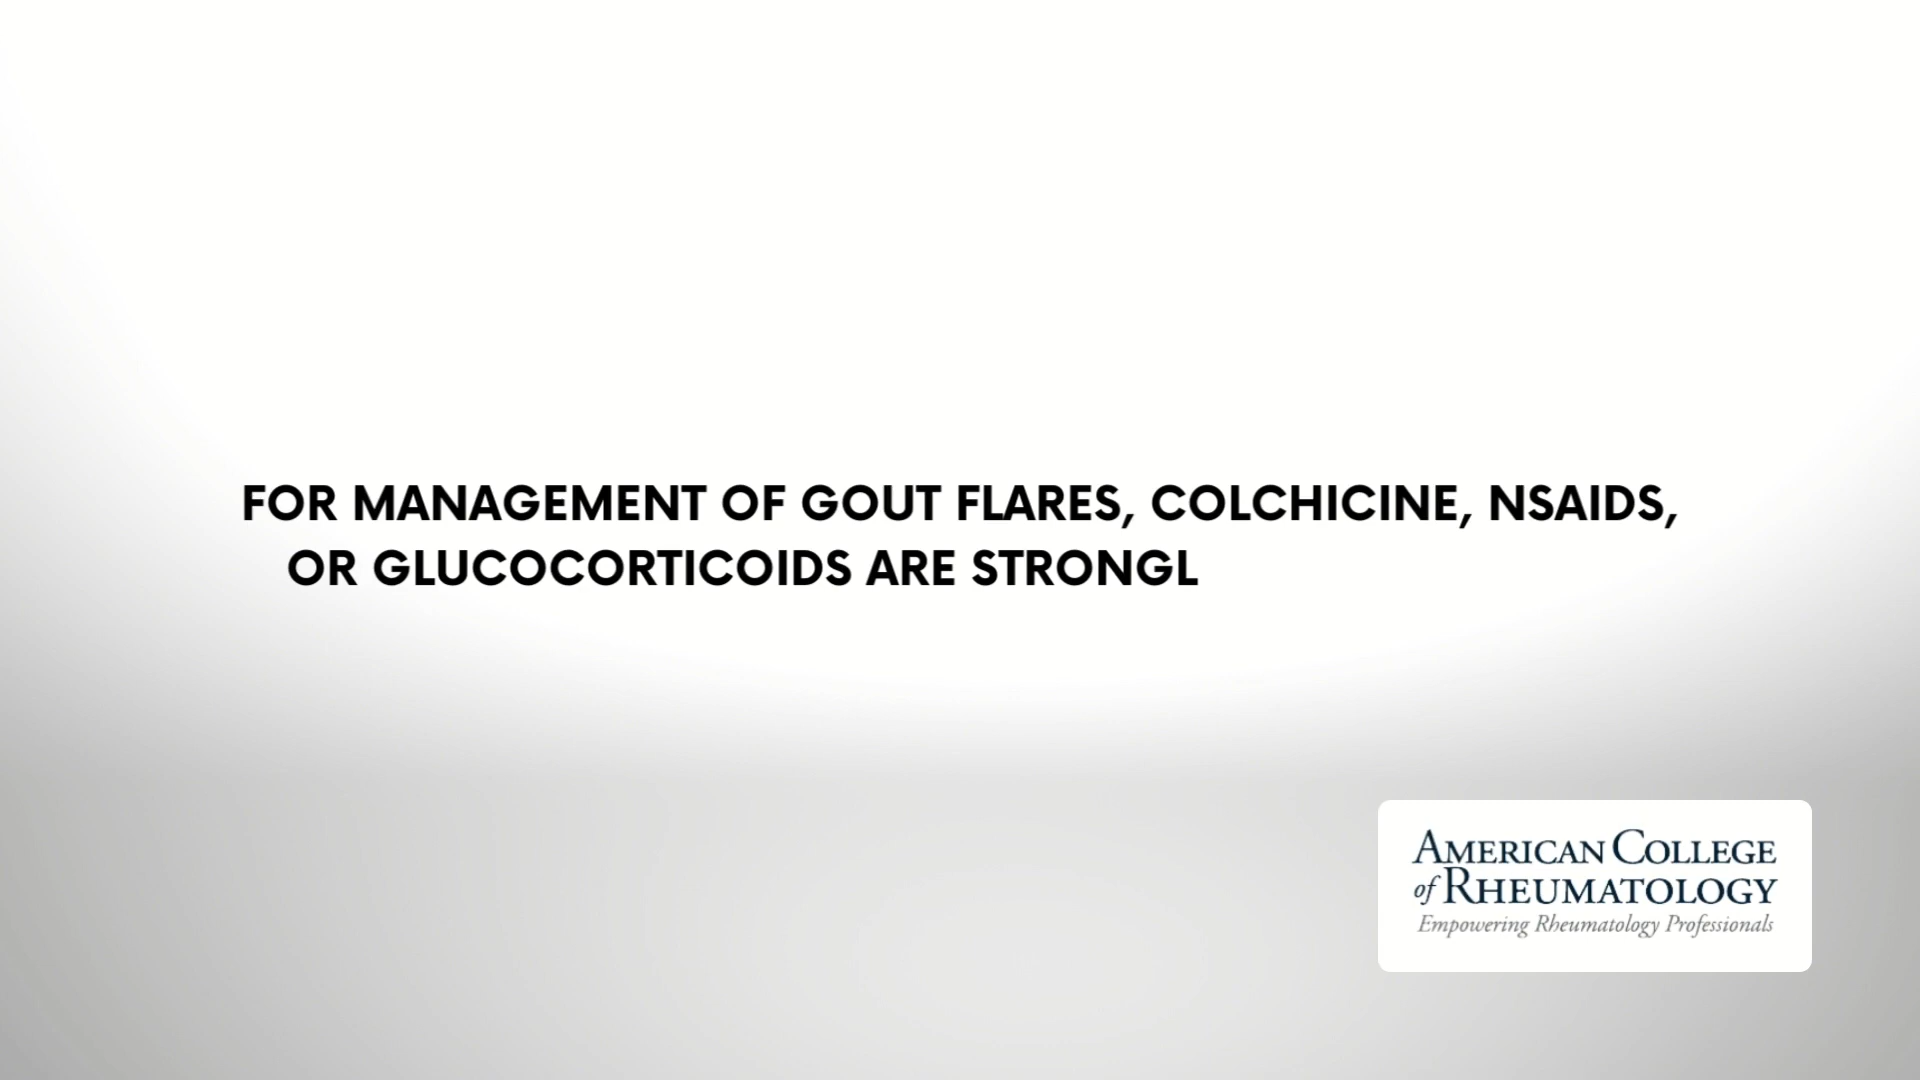 FOR MANAGEMENT OF GOUT FLARES, COLCHICINE, NSAIDS,
OR GLUCOCORTICOIDS ARE STRONGL
AMERICAN COLLEGE
of RHEUMATOLOGY
Empowering Rheumatology Professionals